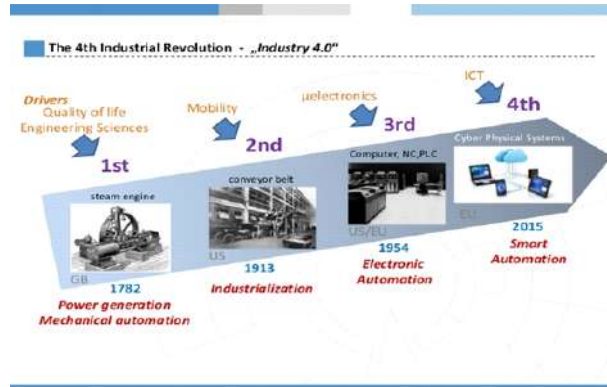 The 4th Industrial Revolution - „Industry 4.0“
Drivers:
Quality of life
Engineering Sciences
1st
steam engine
GB
1782
Power generation
Mechanical automation
Mobility
2nd
conveyor belt
US
1913
Industrialization
µelectronics
3rd
Computer, NC,PLC
US/EU
1954
Electronic
Automation
ICT
4th
Cyber Physical Systems
EU
2015
Smart
Automation